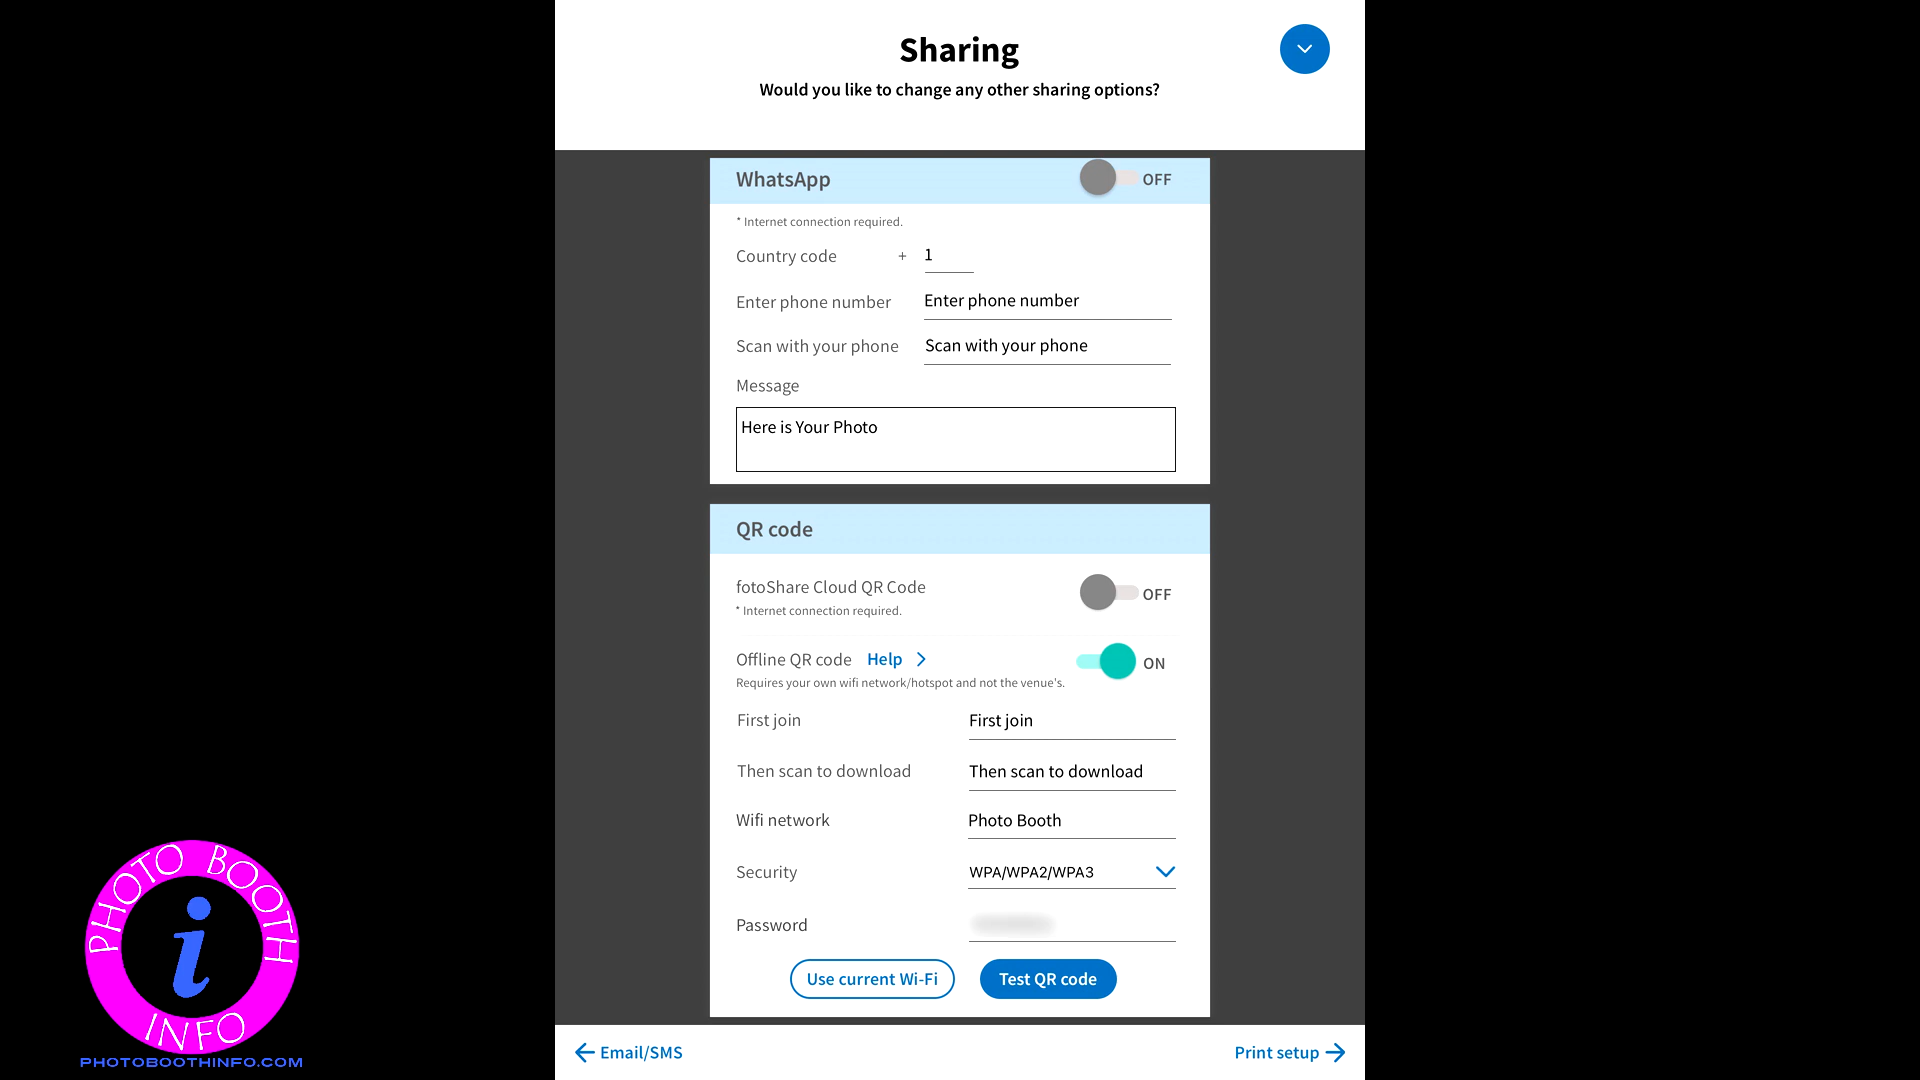 Sharing
Would you like to change any other sharing options?
WhatsApp
OFF
* Internet connection required.
Country code + 1
Enter phone number Enter phone number
Scan with your phone Scan with your phone
Message
Here is Your Photo
QR code
fotoShare Cloud QR Code OFF
* Internet connection required.
Offline QR code Help ON
Requires your own wifi network/hotspot and not the venue's.
First join First join
Then scan to download Then scan to download
Wifi network Photo Booth
Security WPA/WPA2/WPA3
Password
Use current Wi-Fi Test QR code
Email/SMS Print setup
PHOTO BOOTH
i
INFO
PHOTOBOOTHINFO.COM